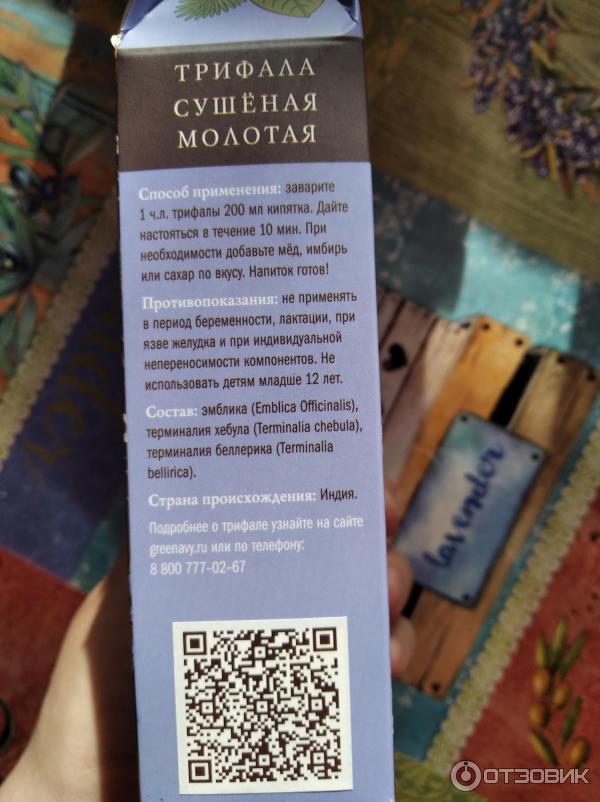 ТРИФАЛА
СУШЁНАЯ
МОЛОТАЯ
Способ применения: заварите
1 ч.л. трифалы 200 мл кипятка. Дайте
настояться в течение 10 мин. При
необходимости добавьте мёд, имбирь
или сахар по вкусу. Напиток готов!
Противопоказания: не применять
в период беременности, лактации, при
язве желудка и при индивидуальной
непереносимости компонентов. Не
использовать детям младше 12 лет.
Состав: эмблика (Emblica Officinalis),
терминалия хебула (Terminalia chebula),
терминалия беллерика (Terminalia
bellirica).
Страна происхождения: Индия.
Подробнее о трифале узнайте на сайте
greenavy.ru или по телефону:
8 800 777-02-67
lavender
ОТЗОВИК